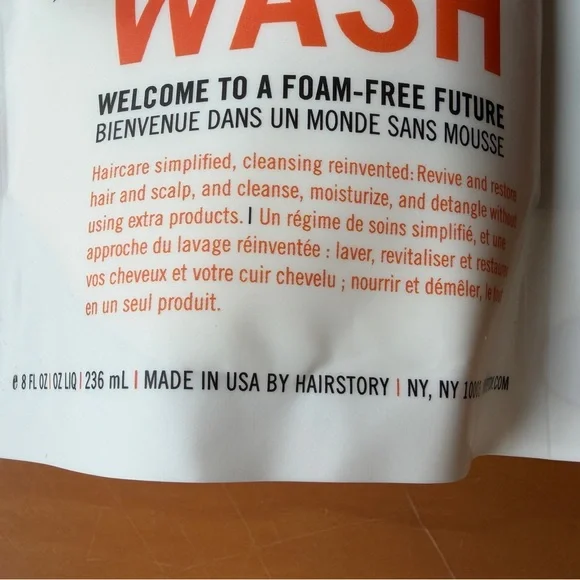 WASH
WELCOME TO A FOAM-FREE FUTURE
BIENVENUE DANS UN MONDE SANS MOUSSE
Haircare simplified, cleansing reinvented: Revive and restore
hair and scalp, and cleanse, moisturize, and detangle without
using extra products. | Un régime de soins simplifié, et une
approche du lavage réinventée : laver, revitaliser et restaurer
vos cheveux et votre cuir chevelu ; nourrir et démêler, le tout
en un seul produit.
e 8 FL OZ | OZ LIQ | 236 mL | MADE IN USA BY HAIRSTORY | NY, NY